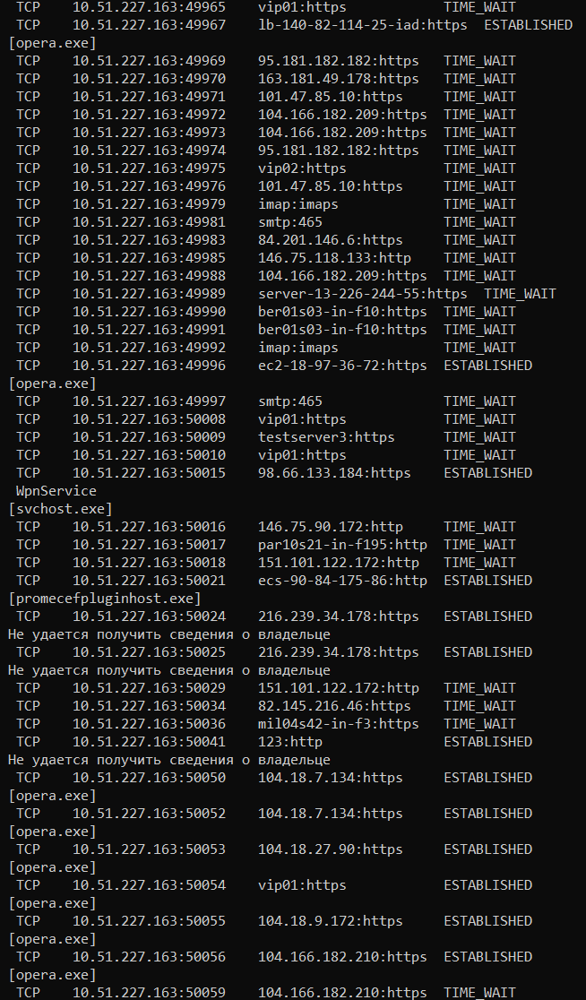 TCP    10.51.227.163:49965    vip01:https            TIME_WAIT
TCP    10.51.227.163:49967    lb-140-82-114-25-iad:https  ESTABLISHED
[opera.exe]
TCP    10.51.227.163:49969    95.181.182.182:https   TIME_WAIT
TCP    10.51.227.163:49970    163.181.49.178:https   TIME_WAIT
TCP    10.51.227.163:49971    101.47.85.10:https     TIME_WAIT
TCP    10.51.227.163:49972    104.166.182.209:https  TIME_WAIT
TCP    10.51.227.163:49973    104.166.182.209:https  TIME_WAIT
TCP    10.51.227.163:49974    95.181.182.182:https   TIME_WAIT
TCP    10.51.227.163:49975    vip02:https            TIME_WAIT
TCP    10.51.227.163:49976    101.47.85.10:https     TIME_WAIT
TCP    10.51.227.163:49979    imap:imaps             TIME_WAIT
TCP    10.51.227.163:49981    smtp:465               TIME_WAIT
TCP    10.51.227.163:49983    84.201.146.6:https     TIME_WAIT
TCP    10.51.227.163:49985    146.75.118.133:http    TIME_WAIT
TCP    10.51.227.163:49988    104.166.182.209:https  TIME_WAIT
TCP    10.51.227.163:49989    server-13-226-244-55:https  TIME_WAIT
TCP    10.51.227.163:49990    ber01s03-in-f10:https  TIME_WAIT
TCP    10.51.227.163:49991    ber01s03-in-f10:https  TIME_WAIT
TCP    10.51.227.163:49992    imap:imaps             TIME_WAIT
TCP    10.51.227.163:49996    ec2-18-97-36-72:https  ESTABLISHED
[opera.exe]
TCP    10.51.227.163:49997    smtp:465               TIME_WAIT
TCP    10.51.227.163:50008    vip01:https            TIME_WAIT
TCP    10.51.227.163:50009    testserver3:https      TIME_WAIT
TCP    10.51.227.163:50010    vip01:https            TIME_WAIT
TCP    10.51.227.163:50015    98.66.133.184:https    ESTABLISHED
WpnService
[svchost.exe]
TCP    10.51.227.163:50016    146.75.90.172:http     TIME_WAIT
TCP    10.51.227.163:50017    par10s21-in-f195:http  TIME_WAIT
TCP    10.51.227.163:50018    151.101.122.172:http   TIME_WAIT
TCP    10.51.227.163:50021    ecs-90-84-175-86:http  ESTABLISHED
[promecefpluginhost.exe]
TCP    10.51.227.163:50024    216.239.34.178:https   ESTABLISHED
Не удается получить сведения о владельце
TCP    10.51.227.163:50025    216.239.34.178:https   ESTABLISHED
Не удается получить сведения о владельце
TCP    10.51.227.163:50029    151.101.122.172:http   TIME_WAIT
TCP    10.51.227.163:50034    82.145.216.46:https    TIME_WAIT
TCP    10.51.227.163:50036    mil04s42-in-f3:https   TIME_WAIT
TCP    10.51.227.163:50041    123:http               ESTABLISHED
Не удается получить сведения о владельце
TCP    10.51.227.163:50050    104.18.7.134:https     ESTABLISHED
[opera.exe]
TCP    10.51.227.163:50052    104.18.7.134:https     ESTABLISHED
[opera.exe]
TCP    10.51.227.163:50053    104.18.27.90:https     ESTABLISHED
[opera.exe]
TCP    10.51.227.163:50054    vip01:https            ESTABLISHED
[opera.exe]
TCP    10.51.227.163:50055    104.18.9.172:https     ESTABLISHED
[opera.exe]
TCP    10.51.227.163:50056    104.166.182.210:https  ESTABLISHED
[opera.exe]
TCP    10.51.227.163:50059    104.166.182.210:https  TIME_WAIT